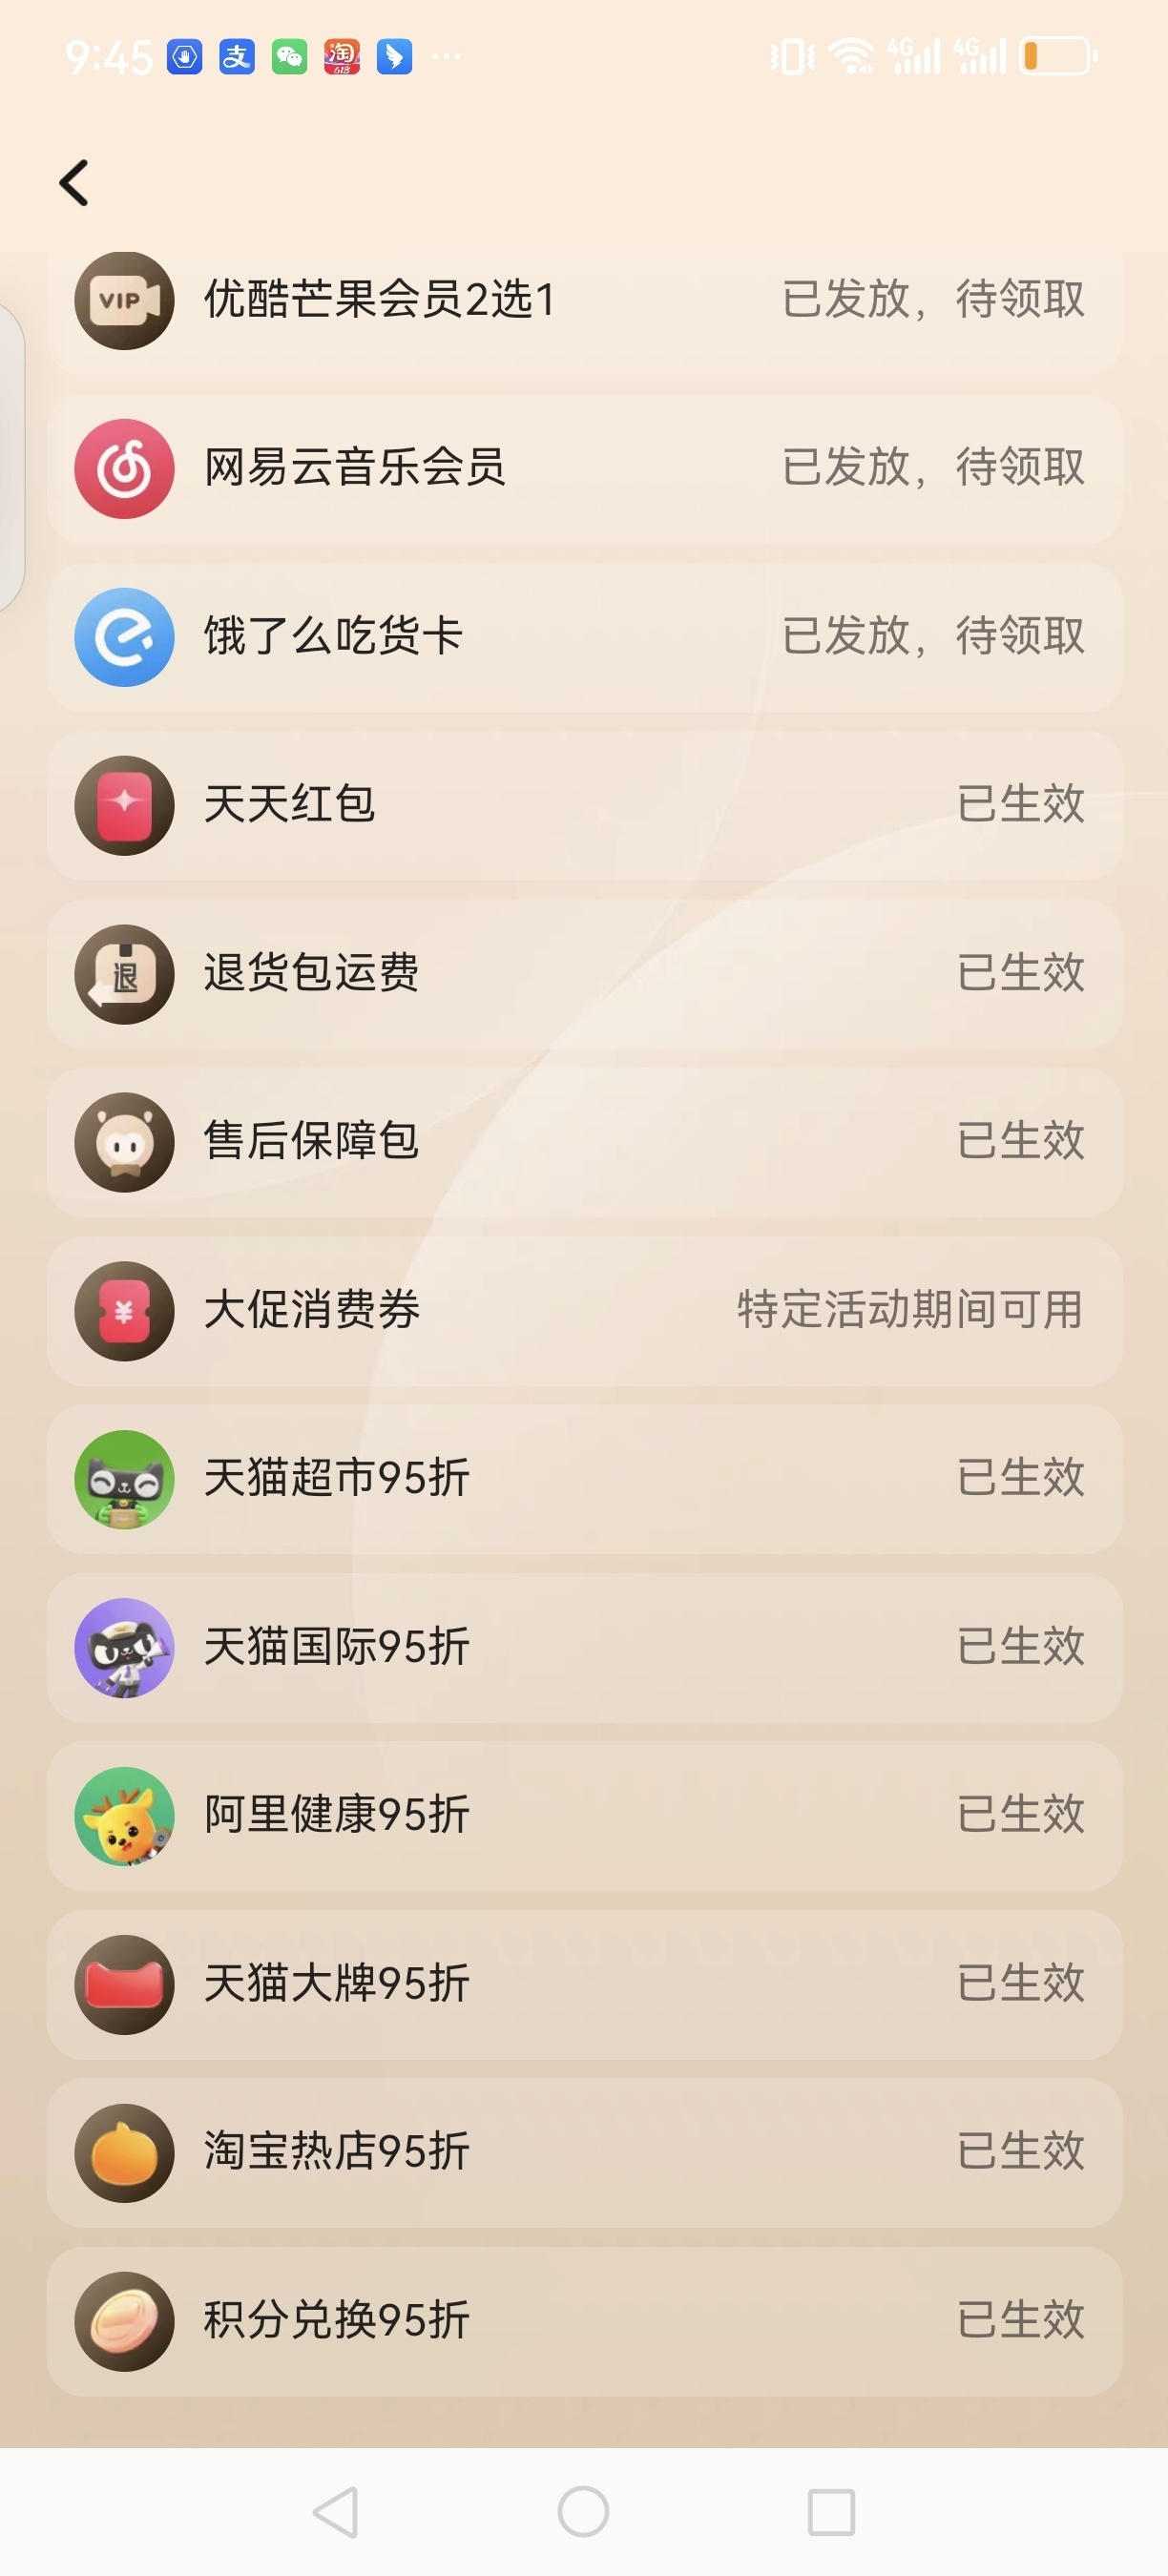 9:45
支
淘
618
4G
4G
VIP
优酷芒果会员2选1
已发放，待领取
网易云音乐会员
已发放，待领取
饿了么吃货卡
已发放，待领取
天天红包
已生效
退
退货包运费
已生效
售后保障包
已生效
¥
大促消费券
特定活动期间可用
天猫超市95折
已生效
天猫国际95折
已生效
阿里健康95折
已生效
天猫大牌95折
已生效
淘宝热店95折
已生效
积分兑换95折
已生效